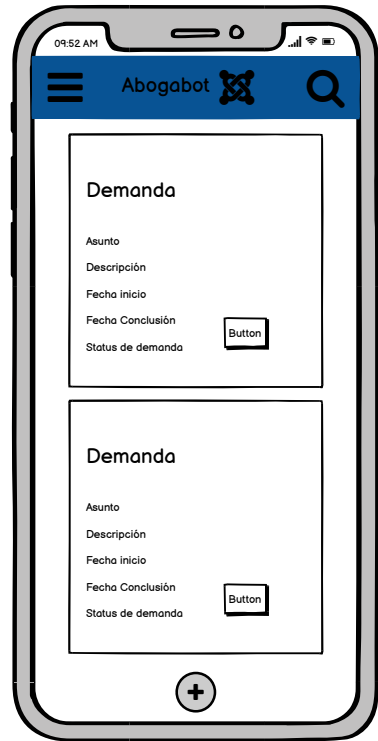 09:52 AM
Abogabot
Demanda
Asunto
Descripción
Fecha inicio
Fecha Conclusión
Button
Status de demanda
Demanda
Asunto
Descripción
Fecha inicio
Fecha Conclusión
Button
Status de demanda